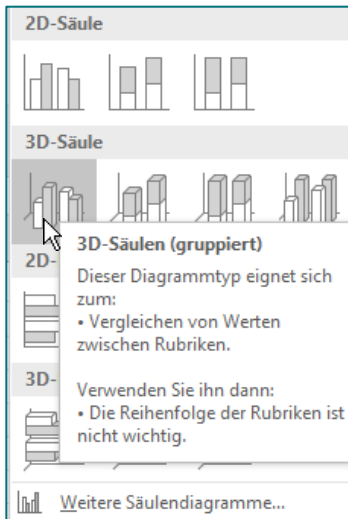 2D-Säule
3D-Säule
3D-Säulen (gruppiert)
2D-
Dieser Diagrammtyp eignet sich
zum:
• Vergleichen von Werten
zwischen Rubriken.
3D-
Verwenden Sie ihn dann:
• Die Reihenfolge der Rubriken ist
nicht wichtig.
Weitere Säulendiagramme...